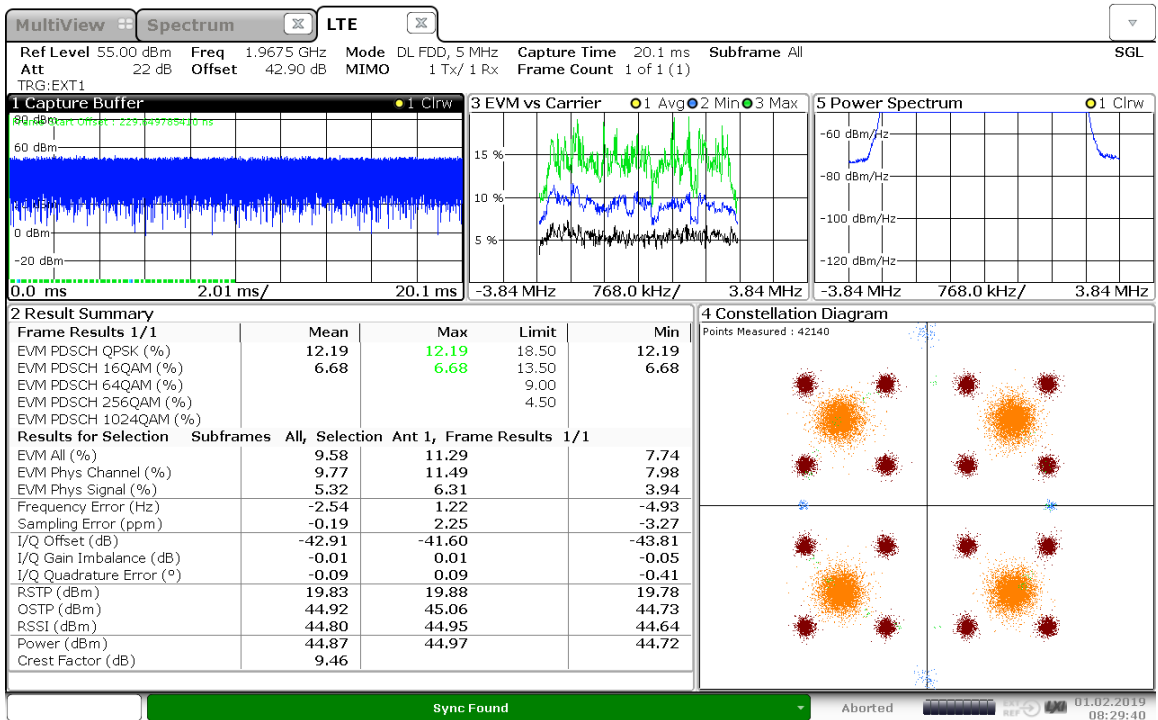 MultiView Spectrum LTE
Ref Level 55.00 dBm Freq 1.9675 GHz Mode DL FDD, 5 MHz Capture Time 20.1 ms Subframe All SGL
Att 22 dB Offset 42.90 dB MIMO 1 Tx/ 1 Rx Frame Count 1 of 1 (1)
TRG:EXT1
1 Capture Buffer 1 Clrw
80 dBm
60 dBm
0 dBm
-20 dBm
0.0 ms 2.01 ms/ 20.1 ms
3 EVM vs Carrier 1 Avg 2 Min 3 Max
15 %
10 %
5 %
-3.84 MHz 768.0 kHz/ 3.84 MHz
5 Power Spectrum 1 Clrw
-60 dBm/Hz
-80 dBm/Hz
-100 dBm/Hz
-120 dBm/Hz
-3.84 MHz 768.0 kHz/ 3.84 MHz
2 Result Summary
Frame Results 1/1 Mean Max Limit Min
EVM PDSCH QPSK (%) 12.19 12.19 18.50 12.19
EVM PDSCH 16QAM (%) 6.68 6.68 13.50 6.68
EVM PDSCH 64QAM (%) 9.00
EVM PDSCH 256QAM (%) 4.50
EVM PDSCH 1024QAM (%)
Results for Selection Subframes All, Selection Ant 1, Frame Results 1/1
EVM All (%) 9.58 11.29 7.74
EVM Phys Channel (%) 9.77 11.49 7.98
EVM Phys Signal (%) 5.32 6.31 3.94
Frequency Error (Hz) -2.54 1.22 -4.93
Sampling Error (ppm) -0.19 2.25 -3.27
I/Q Offset (dB) -42.91 -41.60 -43.81
I/Q Gain Imbalance (dB) -0.01 0.01 -0.05
I/Q Quadrature Error (°) -0.09 0.09 -0.41
RSTP (dBm) 19.83 19.88 19.78
OSTP (dBm) 44.92 45.06 44.73
RSSI (dBm) 44.80 44.95 44.64
Power (dBm) 44.87 44.97 44.72
Crest Factor (dB) 9.46
4 Constellation Diagram
Points Measured : 42140
Sync Found Aborted EXT REF LXI 01.02.2019
08:29:40